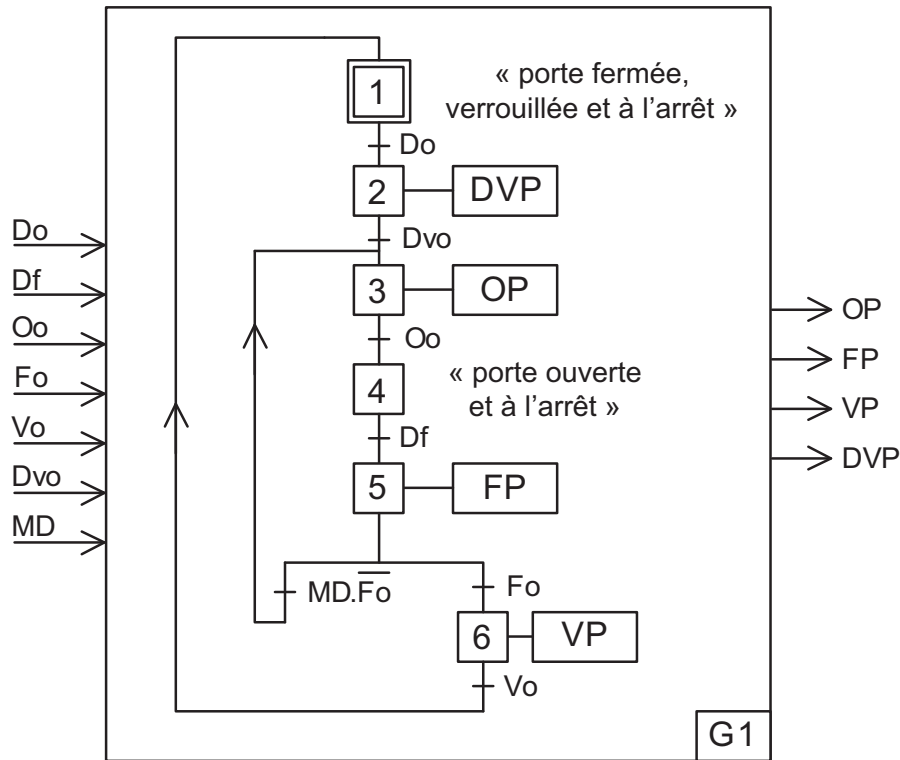 1
« porte fermée,
verrouillée et à l’arrêt »
Do
2
DVP
Dvo
3
OP
Oo
4
« porte ouverte
et à l’arrêt »
Df
5
FP
MD.F̅o̅
Fo
6
VP
Vo
G1
Do
Df
Oo
Fo
Vo
Dvo
MD
OP
FP
VP
DVP